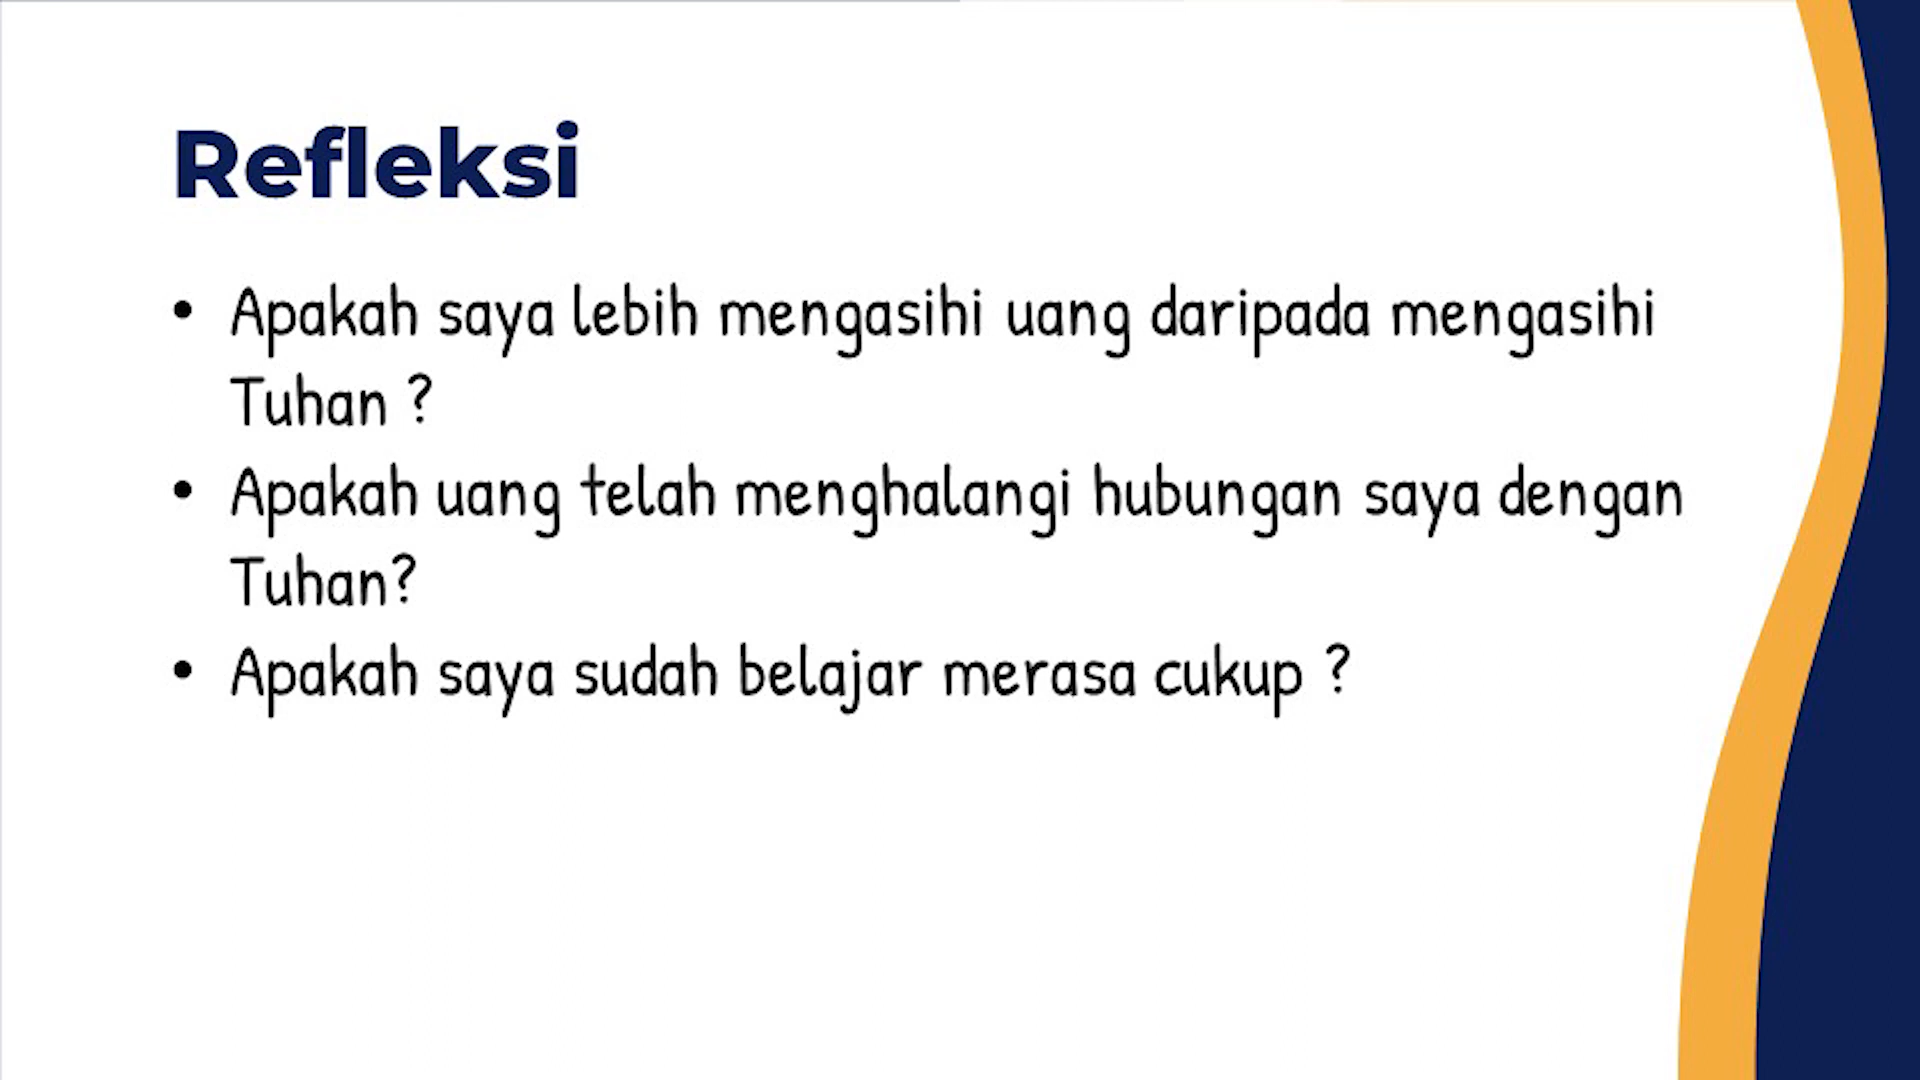 Refleksi
• Apakah saya lebih mengasihi uang daripada mengasihi
Tuhan ?
• Apakah uang telah menghalangi hubungan saya dengan
Tuhan?
• Apakah saya sudah belajar merasa cukup ?